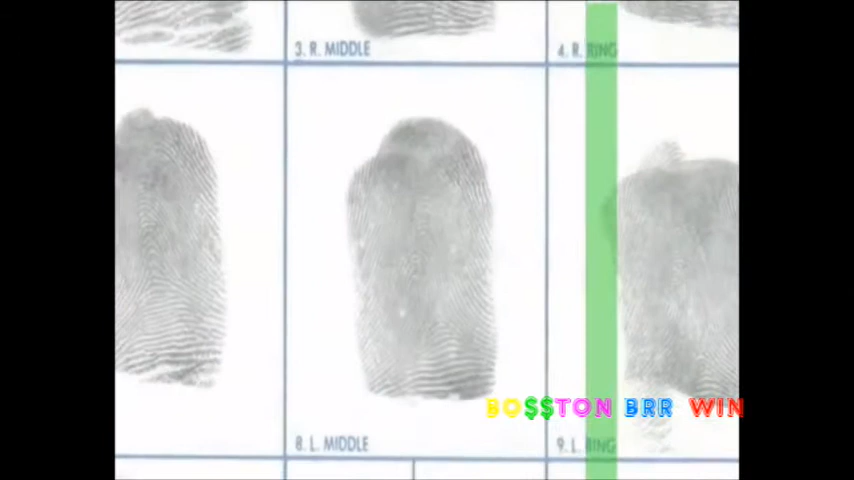 3. R. MIDDLE
4. R. RING
BO$$TON BRR WIN
8. L. MIDDLE
9. L. RING